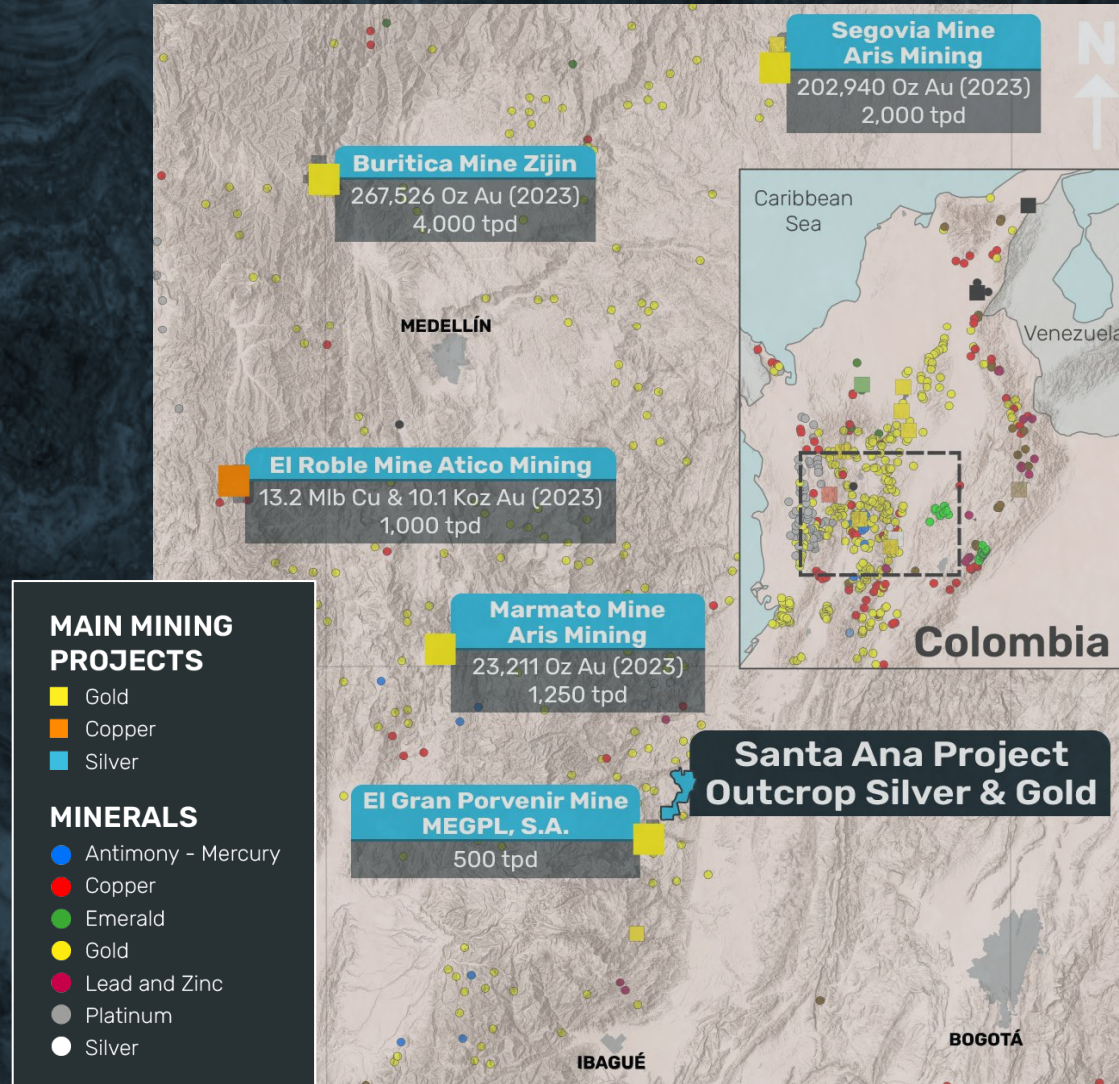 Segovia Mine
Aris Mining
202,940 Oz Au (2023)
2,000 tpd
N
Buritica Mine Zijin
267,526 Oz Au (2023)
4,000 tpd
Caribbean
Sea
Venezuela
Colombia
MEDELLÍN
El Roble Mine Atico Mining
13.2 Mlb Cu & 10.1 Koz Au (2023)
1,000 tpd
Marmato Mine
Aris Mining
23,211 Oz Au (2023)
1,250 tpd
Santa Ana Project
Outcrop Silver & Gold
El Gran Porvenir Mine
MEGPL, S.A.
500 tpd
BOGOTÁ
IBAGUÉ
MAIN MINING
PROJECTS
Gold
Copper
Silver
MINERALS
Antimony - Mercury
Copper
Emerald
Gold
Lead and Zinc
Platinum
Silver